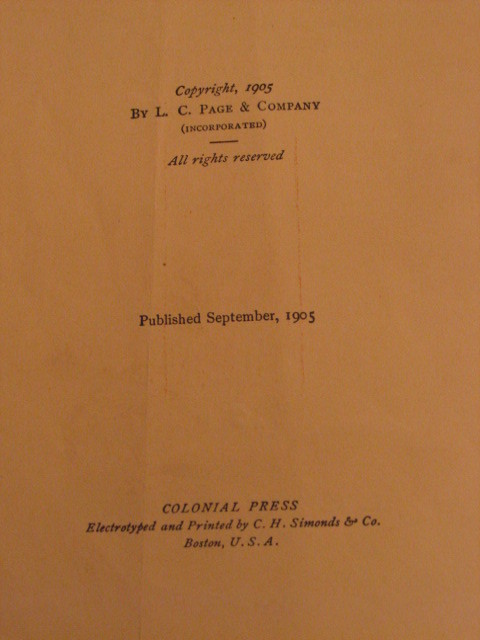 Copyright, 1905
By L. C. Page & Company
(INCORPORATED)
All rights reserved
Published September, 1905
COLONIAL PRESS
Electrotyped and Printed by C. H. Simonds & Co.
Boston, U. S. A.